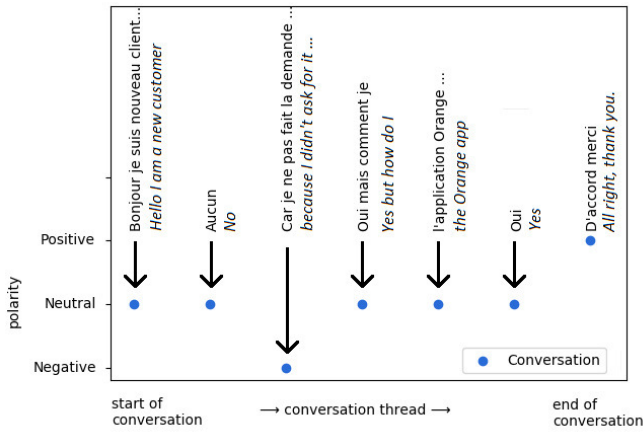 Bonjour je suis nouveau client...
Hello I am a new customer
Aucun
No
Car je ne pas fait la demande ...
because I didn't ask for it ...
Oui mais comment je
Yes but how do I
l'application Orange ...
the Orange app
Oui
Yes
D'accord merci
All right, thank you.
polarity
Positive
Neutral
Negative
Conversation
start of
conversation
→ conversation thread →
end of
conversation